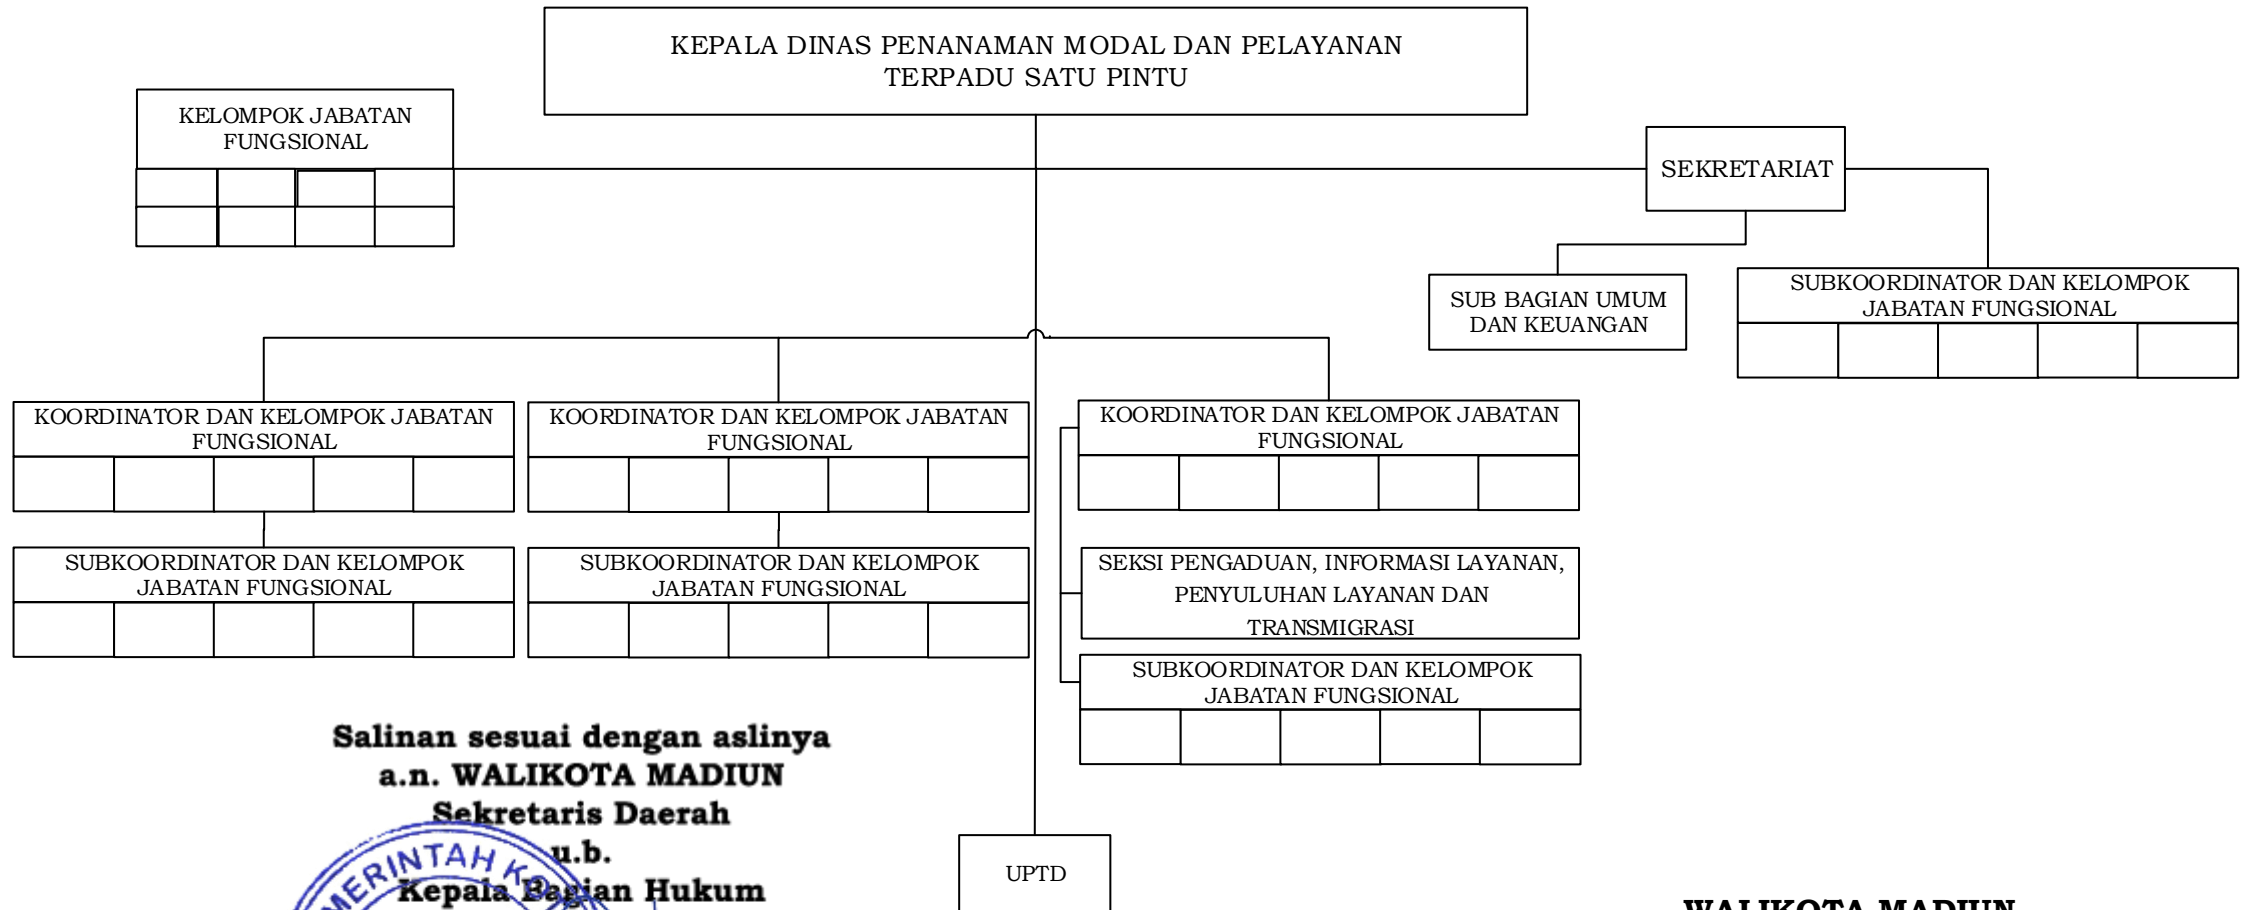 KEPALA DINAS PENANAMAN MODAL DAN PELAYANAN
TERPADU SATU PINTU
KELOMPOK JABATAN
FUNGSIONAL
SEKRETARIAT
SUB BAGIAN UMUM
DAN KEUANGAN
SUBKOORDINATOR DAN KELOMPOK
JABATAN FUNGSIONAL
KOORDINATOR DAN KELOMPOK JABATAN
FUNGSIONAL
KOORDINATOR DAN KELOMPOK JABATAN
FUNGSIONAL
KOORDINATOR DAN KELOMPOK JABATAN
FUNGSIONAL
SUBKOORDINATOR DAN KELOMPOK
JABATAN FUNGSIONAL
SUBKOORDINATOR DAN KELOMPOK
JABATAN FUNGSIONAL
SEKSI PENGADUAN, INFORMASI LAYANAN,
PENYULUHAN LAYANAN DAN
TRANSMIGRASI
SUBKOORDINATOR DAN KELOMPOK
JABATAN FUNGSIONAL
Salinan sesuai dengan aslinya
a.n. WALIKOTA MADIUN
Sekretaris Daerah
u.b.
Kepala Bagian Hukum
UPTD
WALIKOTA MADIUN